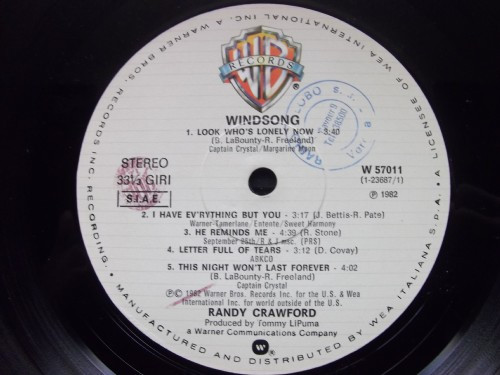 WB
RECORDS
WINDSONG
1. LOOK WHO'S LONELY NOW - 3:40
(B. LaBounty-R. Freeland)
Captain Crystal/Margarine
STEREO
33⅓ GIRI
S.I.A.E.
W 57011
(1-23687/1)
℗ 1982
2. I HAVE EV'RYTHING BUT YOU - 3:17 (J. Bettis-R. Pate)
Warner-Tamerlane, Entente/Sweet Harmony
3. HE REMINDS ME - 4:39 (R. Stone)
September 25th/R & J mac. (PRS)
4. LETTER FULL OF TEARS - 3:12 (D. Covay)
ABKCO
5. THIS NIGHT WON'T LAST FOREVER - 4:02
(B. LaBounty-R. Freeland)
Captain Crystal
© 1982 Warner Bros. Records Inc. for the U.S. & Wea
International Inc. for world outside of the U.S.
RANDY CRAWFORD
Produced by Tommy LiPuma
a Warner Communications Company
A WARNER BROS. RECORDS INC. RECORDING. • MANUFACTURED AND DISTRIBUTED BY WEA ITALIANA S.P.A. • A LICENSEE OF WEA INTERNATIONAL INC.